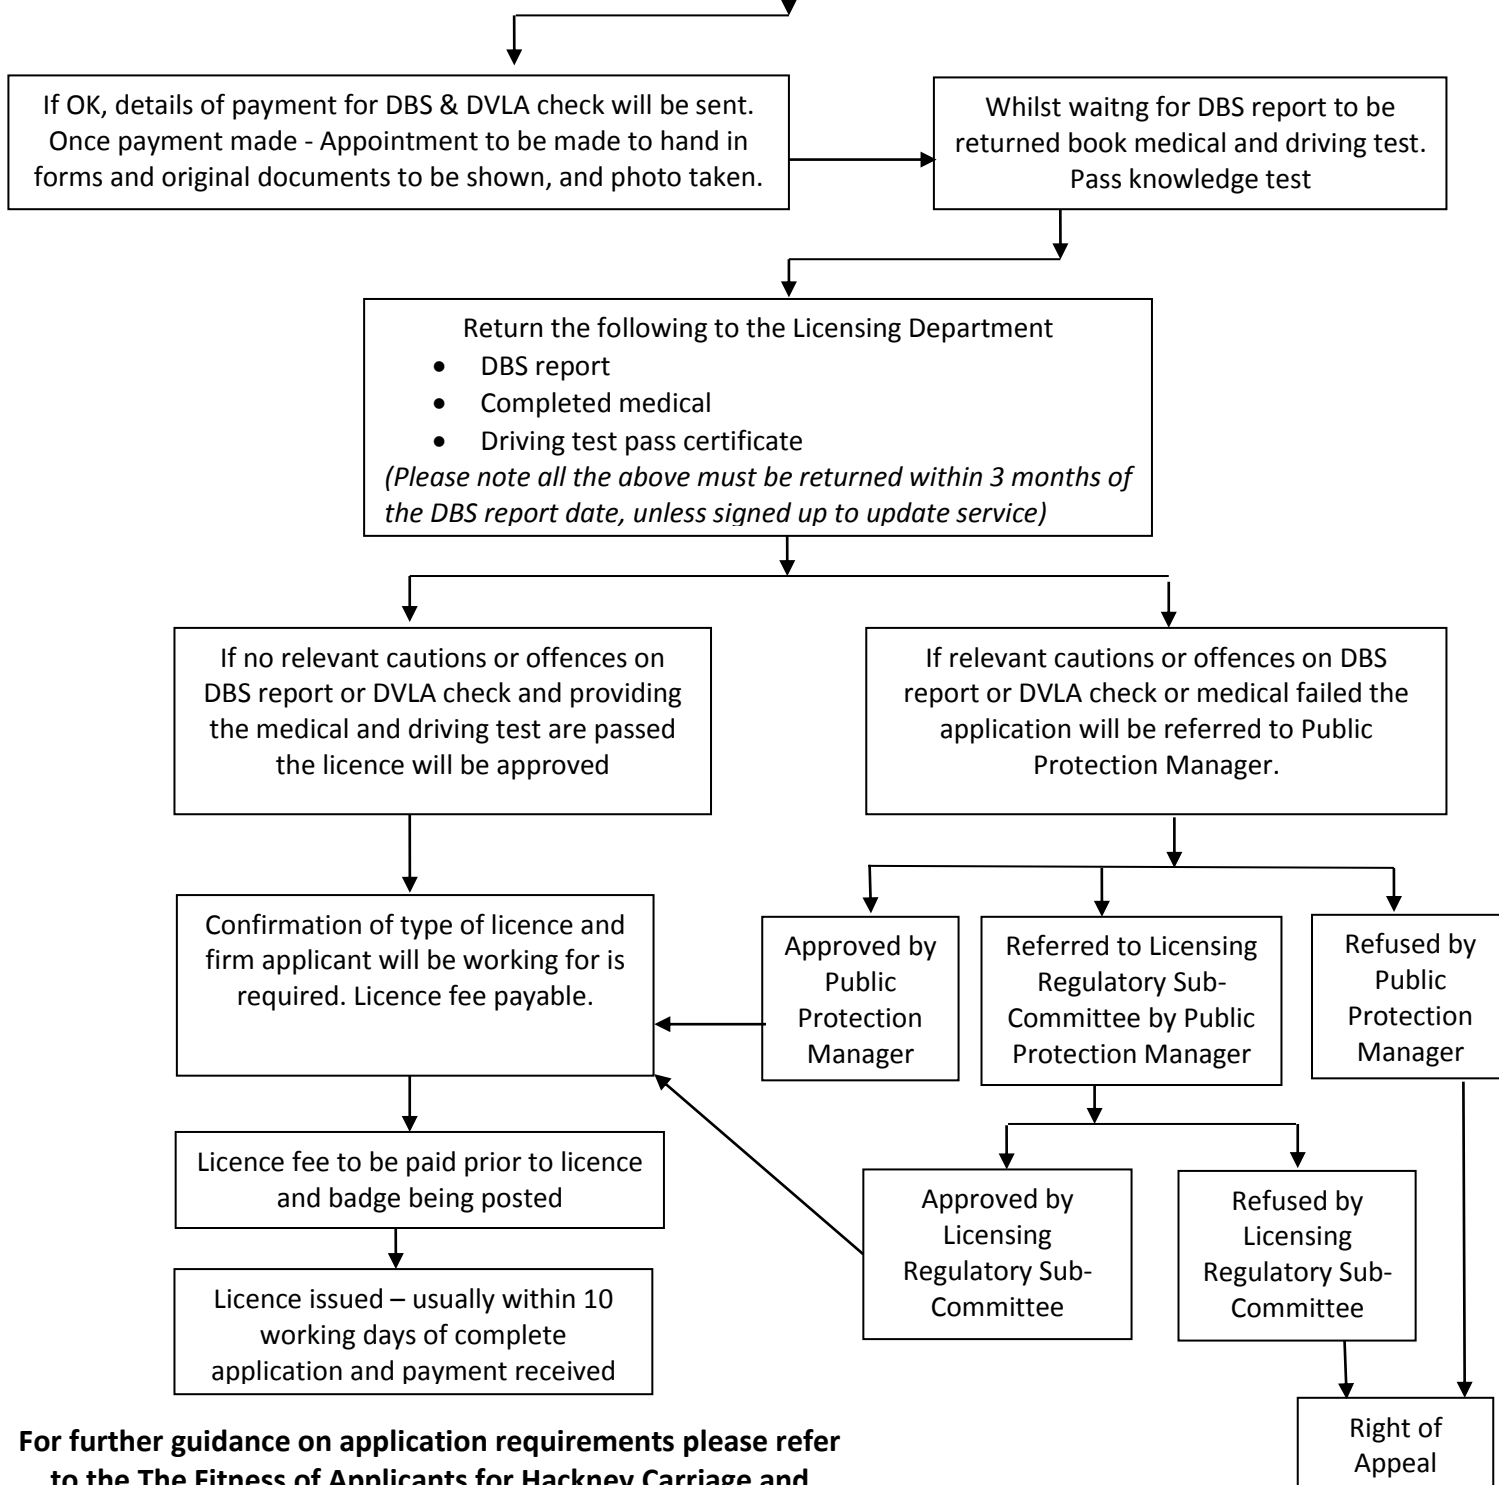 If OK, details of payment for DBS & DVLA check will be sent.
Once payment made - Appointment to be made to hand in
forms and original documents to be shown, and photo taken.
Whilst waitng for DBS report to be
returned book medical and driving test.
Pass knowledge test
Return the following to the Licensing Department
• DBS report
• Completed medical
• Driving test pass certificate
(Please note all the above must be returned within 3 months of
the DBS report date, unless signed up to update service)
If no relevant cautions or offences on
DBS report or DVLA check and providing
the medical and driving test are passed
the licence will be approved
If relevant cautions or offences on DBS
report or DVLA check or medical failed the
application will be referred to Public
Protection Manager.
Confirmation of type of licence and
firm applicant will be working for is
required. Licence fee payable.
Approved by
Public
Protection
Manager
Referred to Licensing
Regulatory Sub-
Committee by Public
Protection Manager
Refused by
Public
Protection
Manager
Licence fee to be paid prior to licence
and badge being posted
Approved by
Licensing
Regulatory Sub-
Committee
Refused by
Licensing
Regulatory Sub-
Committee
Licence issued – usually within 10
working days of complete
application and payment received
Right of
Appeal
For further guidance on application requirements please refer
to the The Fitness of Applicants for Hackney Carriage and